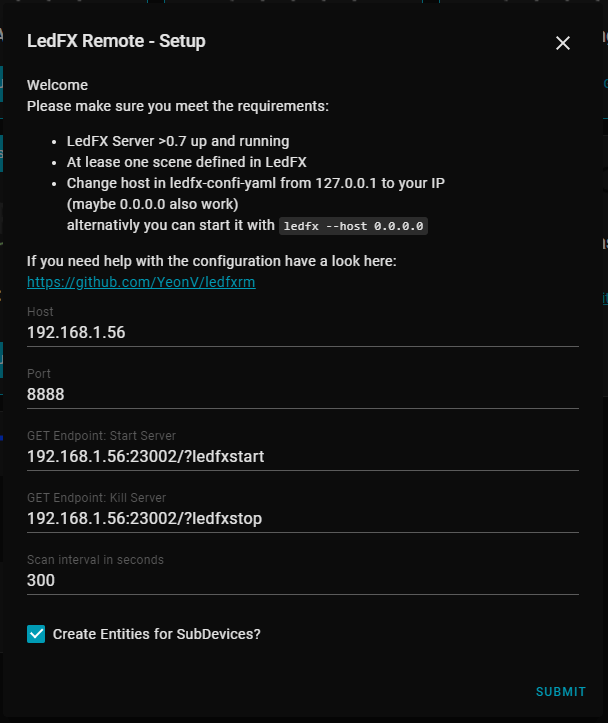 LedFX Remote - Setup
Welcome
Please make sure you meet the requirements:
LedFX Server >0.7 up and running
At lease one scene defined in LedFX
Change host in ledfx-confi-yaml from 127.0.0.1 to your IP
(maybe 0.0.0.0 also work)
alternativly you can start it with ledfx --host 0.0.0.0
If you need help with the configuration have a look here:
https://github.com/YeonV/ledfxrm
Host
192.168.1.56
Port
8888
GET Endpoint: Start Server
192.168.1.56:23002/?ledfxstart
GET Endpoint: Kill Server
192.168.1.56:23002/?ledfxstop
Scan interval in seconds
300
Create Entities for SubDevices?
SUBMIT